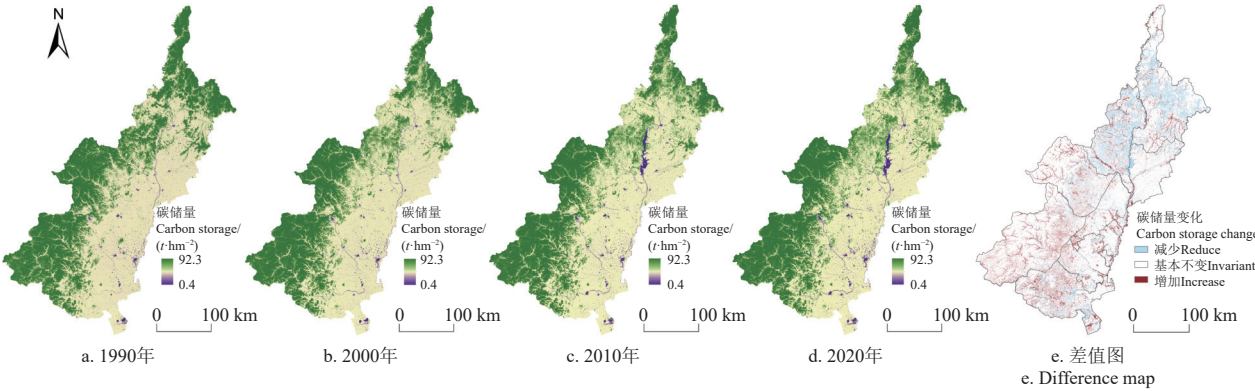 N
碳储量
Carbon storage/
(t·hm⁻²)
92.3
0.4
0 100 km
a. 1990年
碳储量
Carbon storage/
(t·hm⁻²)
92.3
0.4
0 100 km
b. 2000年
碳储量
Carbon storage/
(t·hm⁻²)
92.3
0.4
0 100 km
c. 2010年
碳储量
Carbon storage/
(t·hm⁻²)
92.3
0.4
0 100 km
d. 2020年
碳储量变化
Carbon storage change
减少Reduce
基本不变Invariant
增加Increase
0 100 km
e. 差值图
e. Difference map